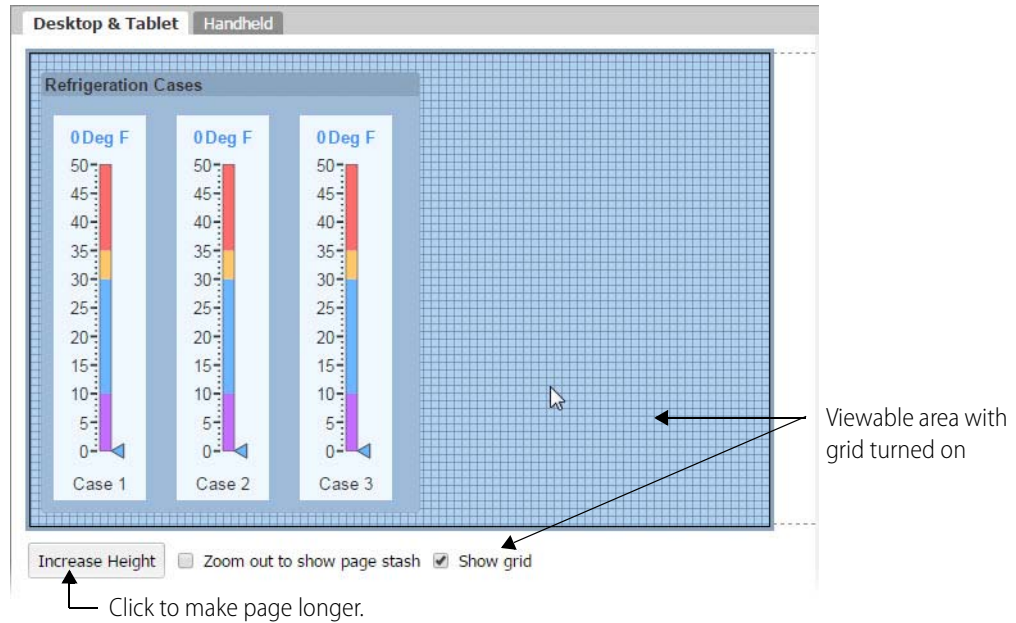 Desktop & Tablet Handheld
Refrigeration Cases
0 Deg F 0 Deg F 0 Deg F
50 50 50
45 45 45
40 40 40
35 35 35
30 30 30
25 25 25
20 20 20
15 15 15
10 10 10
5 5 5
0 0 0
Case 1 Case 2 Case 3
Viewable area with
grid turned on
Increase Height Zoom out to show page stash Show grid
Click to make page longer.